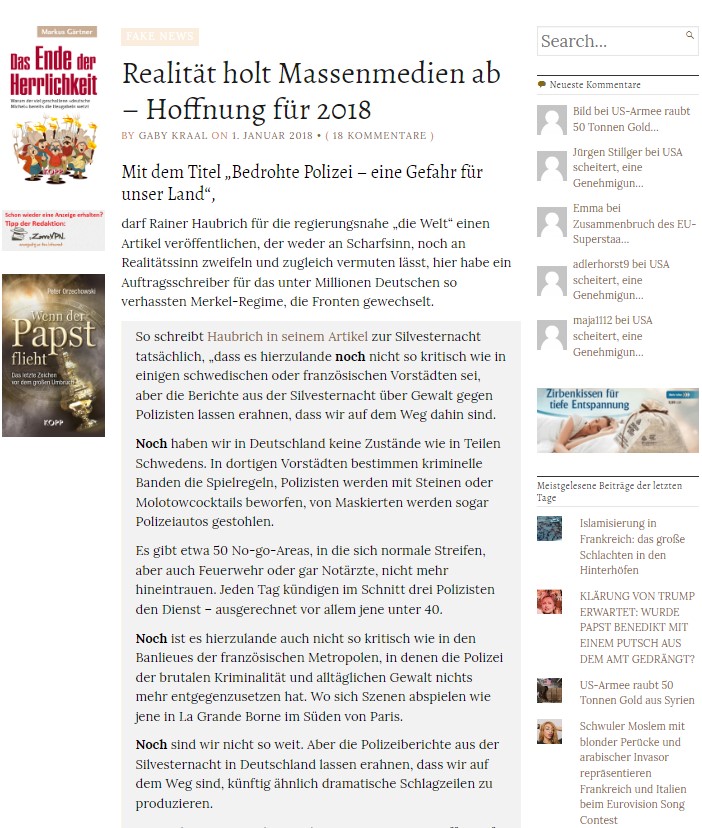 Markus Gärtner
Das Ende der
Herrlichkeit
KOPP
Schon wieder eine Anzeige erhalten?
Tipp der Redaktion:
ZorroVPN
Peter Orzechowski
Wenn der
Papst
flieht
Das letzte Zeichen
vor dem großen Umbruch
KOPP
FAKE NEWS
Realität holt Massenmedien ab
– Hoffnung für 2018
BY GABY KRAAL ON 1. JANUAR 2018 • ( 18 KOMMENTARE )
Mit dem Titel „Bedrohte Polizei – eine Gefahr für
unser Land“,
darf Rainer Haubrich für die regierungsnahe „die Welt“ einen
Artikel veröffentlichen, der weder an Scharfsinn, noch an
Realitätssinn zweifeln und zugleich vermuten lässt, hier habe ein
Auftragsschreiber für das unter Millionen Deutschen so
verhassten Merkel-Regime, die Fronten gewechselt.
So schreibt Haubrich in seinem Artikel zur Silvesternacht
tatsächlich, „dass es hierzulande noch nicht so kritisch wie in
einigen schwedischen oder französischen Vorstädten sei,
aber die Berichte aus der Silvesternacht über Gewalt gegen
Polizisten lassen erahnen, dass wir auf dem Weg dahin sind.
Noch haben wir in Deutschland keine Zustände wie in Teilen
Schwedens. In dortigen Vorstädten bestimmen kriminelle
Banden die Spielregeln, Polizisten werden mit Steinen oder
Molotowcocktails beworfen, von Maskierten werden sogar
Polizeiautos gestohlen.
Es gibt etwa 50 No-go-Areas, in die sich normale Streifen,
aber auch Feuerwehr oder gar Notärzte, nicht mehr
hineintrauen. Jeden Tag kündigen im Schnitt drei Polizisten
den Dienst – ausgerechnet vor allem jene unter 40.
Noch ist es hierzulande auch nicht so kritisch wie in den
Banlieues der französischen Metropolen, in denen die Polizei
der brutalen Kriminalität und alltäglichen Gewalt nichts
mehr entgegenzusetzen hat. Wo sich Szenen abspielen wie
jene in La Grande Borne im Süden von Paris.
Noch sind wir nicht so weit. Aber die Polizeiberichte aus der
Silvesternacht in Deutschland lassen erahnen, dass wir auf
dem Weg sind, künftig ähnlich dramatische Schlagzeilen zu
produzieren.
Search...
Neueste Kommentare
Bild bei US-Armee raubt
50 Tonnen Gold…
Jürgen Stillger bei USA
scheitert, eine
Genehmigun…
Emma bei
Zusammenbruch des EU-
Superstaa…
adlerhorst9 bei USA
scheitert, eine
Genehmigun…
maja1112 bei USA
scheitert, eine
Genehmigun…
Zirbenkissen für
tiefe Entspannung
Meistgelesene Beiträge der letzten
Tage
Islamisierung in
Frankreich: das große
Schlachten in den
Hinterhöfen
KLÄRUNG VON TRUMP
ERWARTET: WURDE
PAPST BENEDIKT MIT
EINEM PUTSCH AUS
DEM AMT GEDRÄNGT?
US-Armee raubt 50
Tonnen Gold aus Syrien
Schwuler Moslem mit
blonder Perücke und
arabischer Invasor
repräsentieren
Frankreich und Italien
beim Eurovision Song
Contest